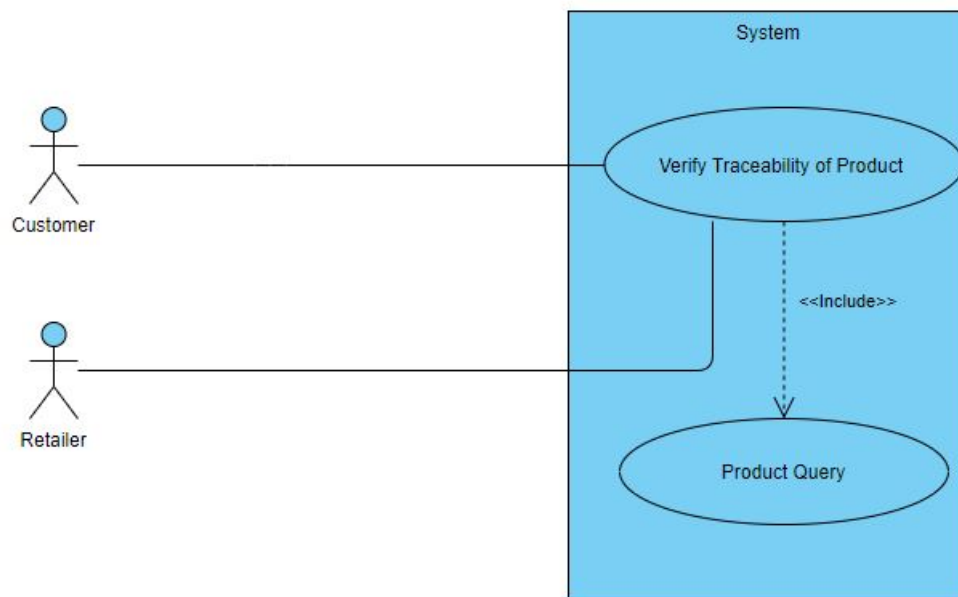 System
Verify Traceability of Product
Customer
<<Include>>
Retailer
Product Query